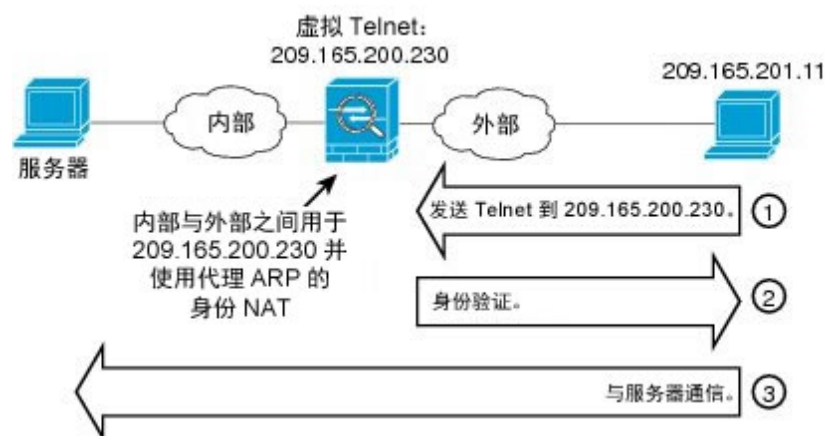 虚拟 Telnet:
209.165.200.230
209.165.201.11
内部
外部
服务器
发送 Telnet 到 209.165.200.230。
1
内部与外部之间用于
209.165.200.230 并
使用代理 ARP 的
身份 NAT
身份验证。
2
与服务器通信。
3